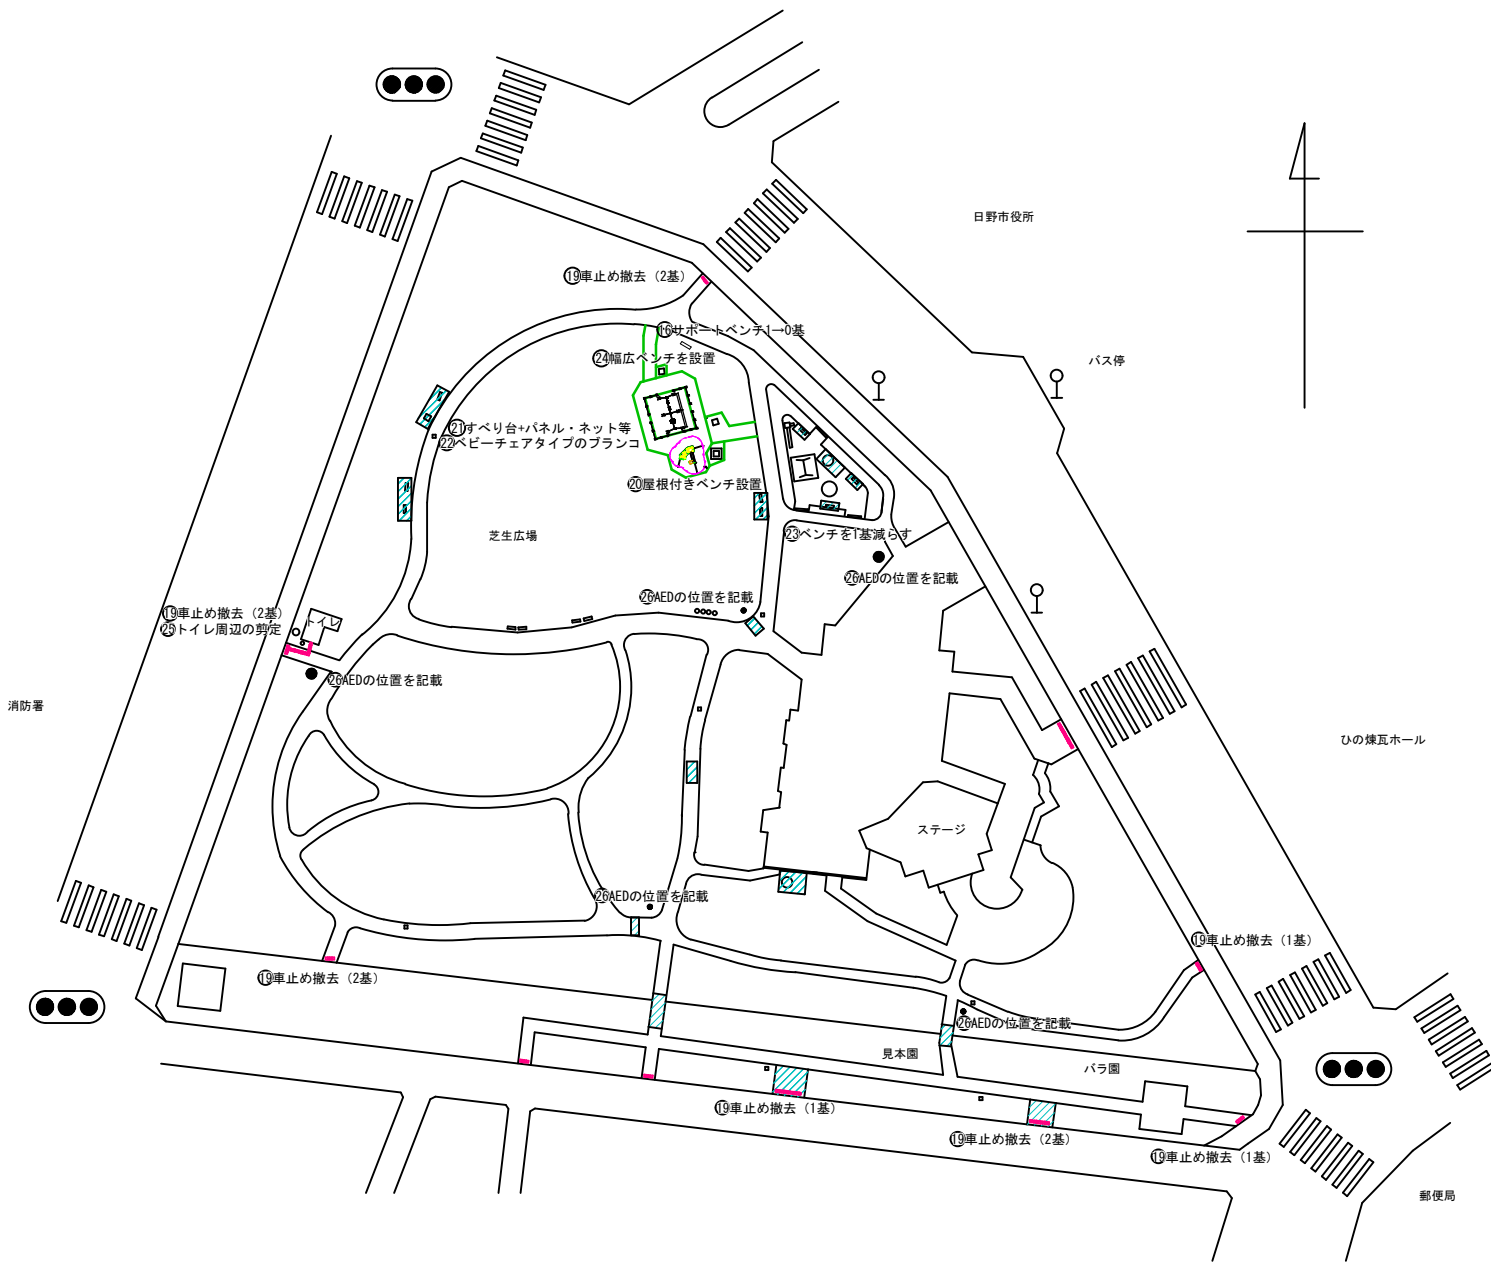 日野市役所
⑲車止め撤去（2基）
⑯サポートベンチ1→0基
㉔幅広ベンチを設置
バス停
㉑すべり台+パネル・ネット等
㉒ベビーチェアタイプのブランコ
⑳屋根付きベンチ設置
芝生広場
㉓ベンチを1基減らす
㉖AEDの位置を記載
㉖AEDの位置を記載
⑲車止め撤去（2基）
トイレ
㉕トイレ周辺の剪定
㉖AEDの位置を記載
消防署
ひの煉瓦ホール
ステージ
㉖AEDの位置を記載
⑲車止め撤去（1基）
⑲車止め撤去（2基）
㉖AEDの位置を記載
見本園
バラ園
⑲車止め撤去（1基）
⑲車止め撤去（2基）
⑲車止め撤去（1基）
郵便局